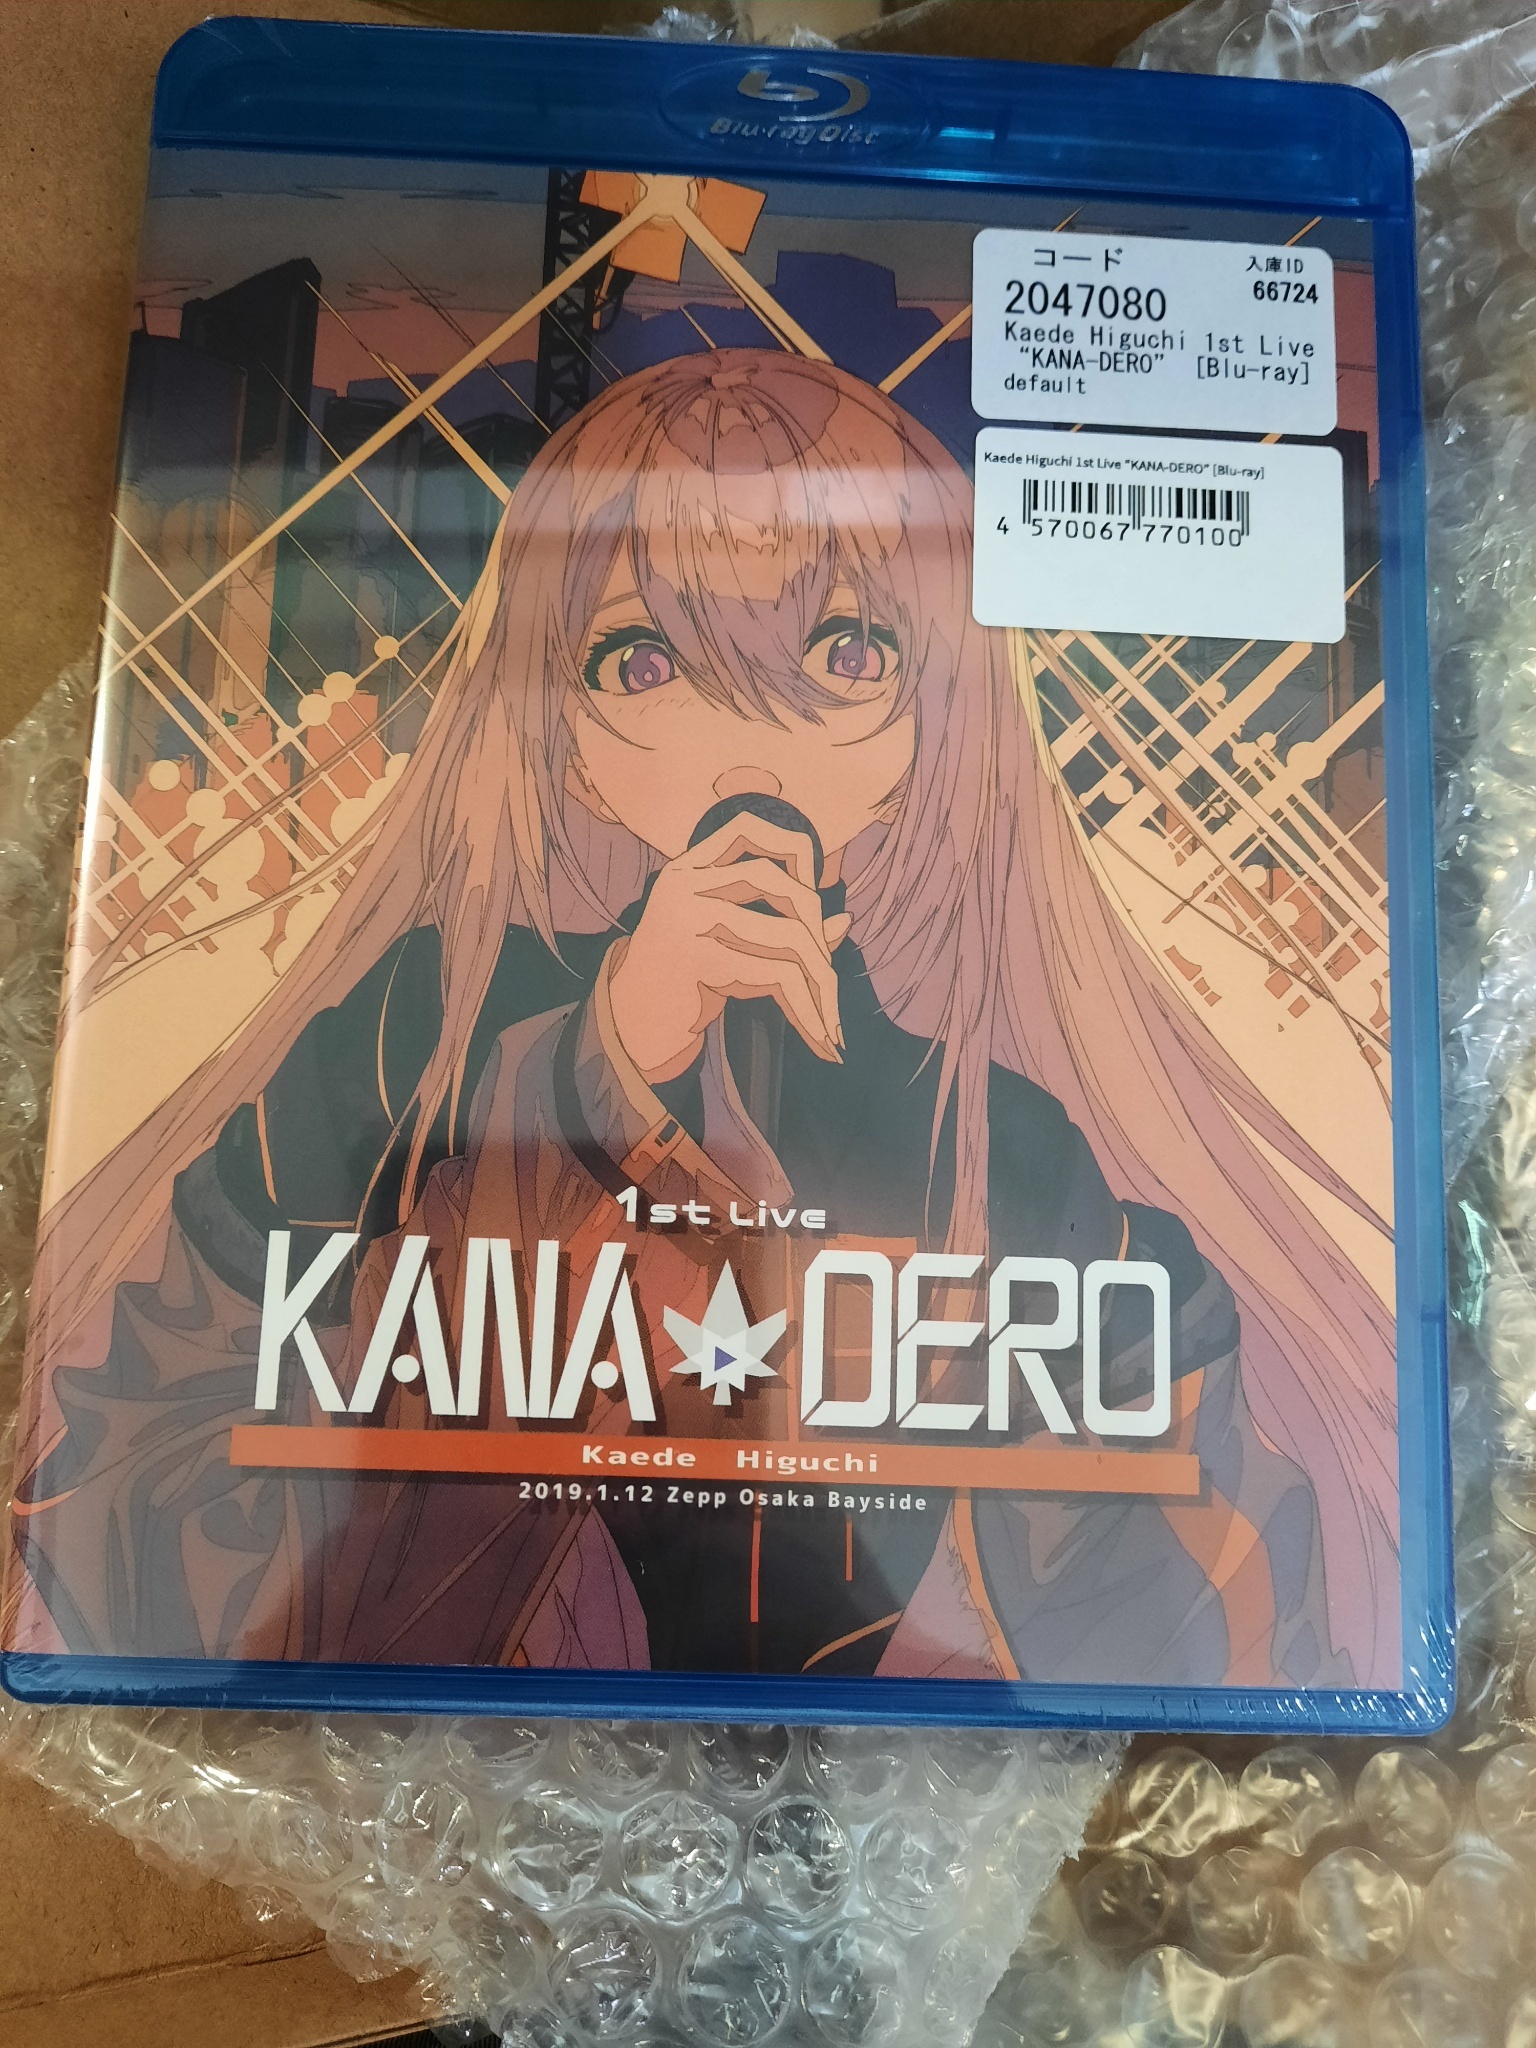 Blu-ray Disc
コード
入庫ID
2047080
66724
Kaede Higuchi 1st Live
“KANA-DERO” [Blu-ray]
default
Kaede Higuchi 1st Live “KANA-DERO” [Blu-ray]
4 570067 770100
1st Live
KANA DERO
Kaede Higuchi
2019.1.12 Zepp Osaka Bayside